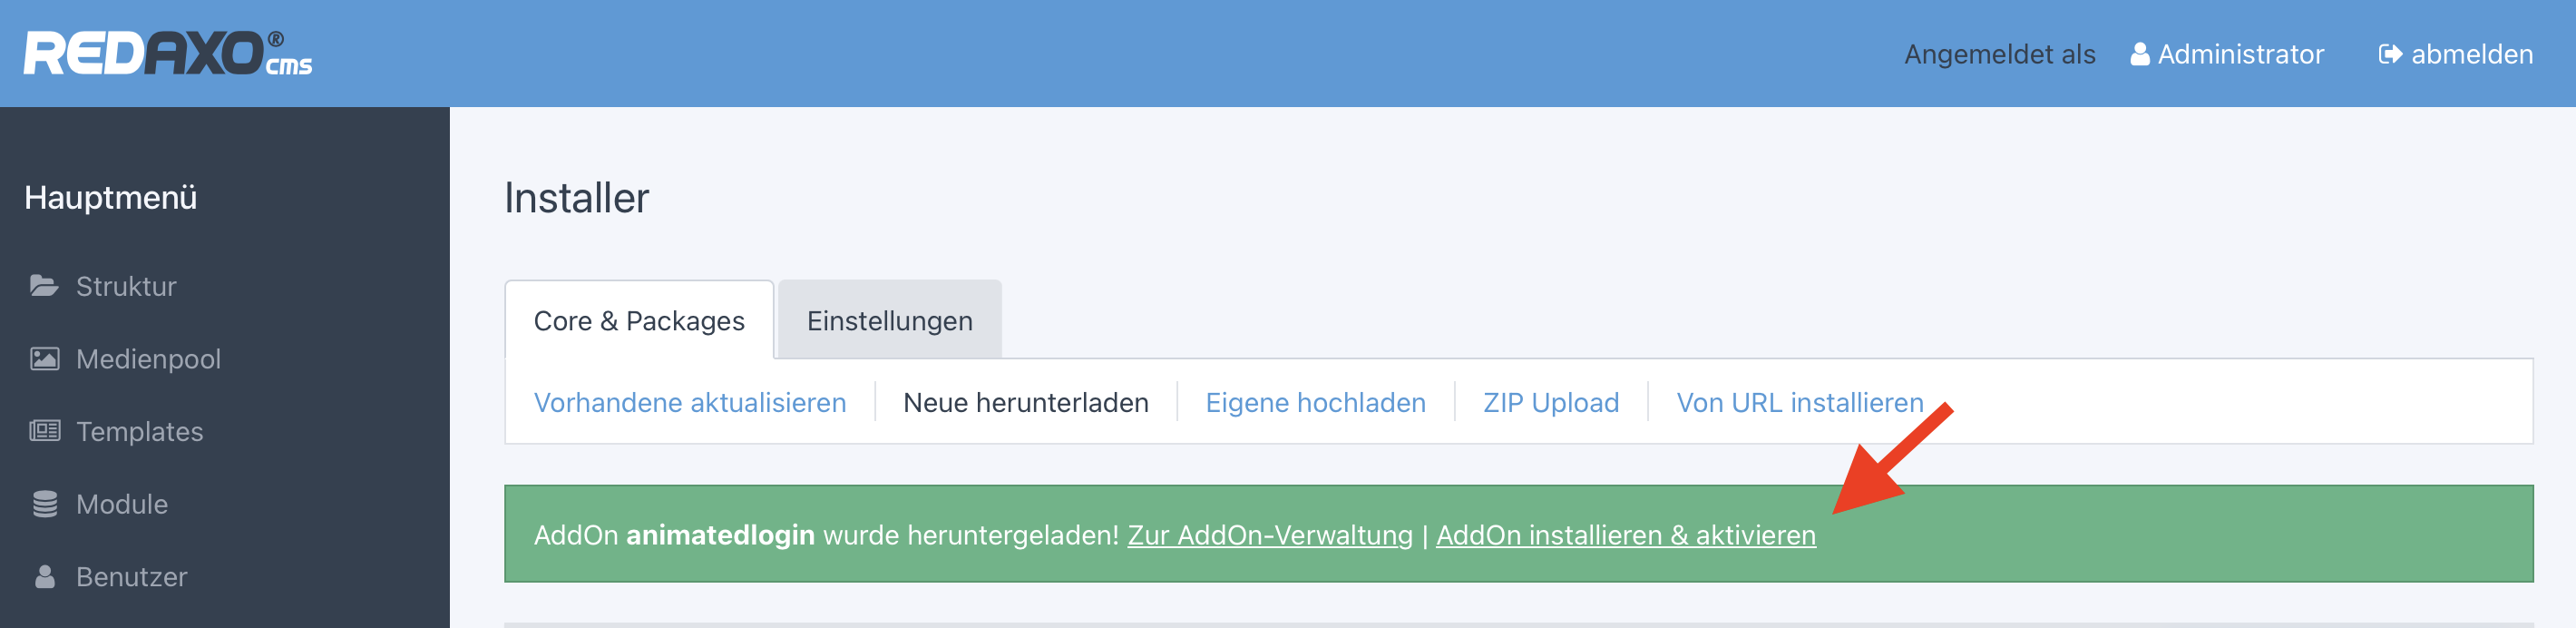 REDAXO® cms
Angemeldet als Administrator abmelden
Hauptmenü
Struktur
Medienpool
Templates
Module
Benutzer
Installer
Core & Packages Einstellungen
Vorhandene aktualisieren Neue herunterladen Eigene hochladen ZIP Upload Von URL installieren
AddOn animatedlogin wurde heruntergeladen! Zur AddOn-Verwaltung | AddOn installieren & aktivieren